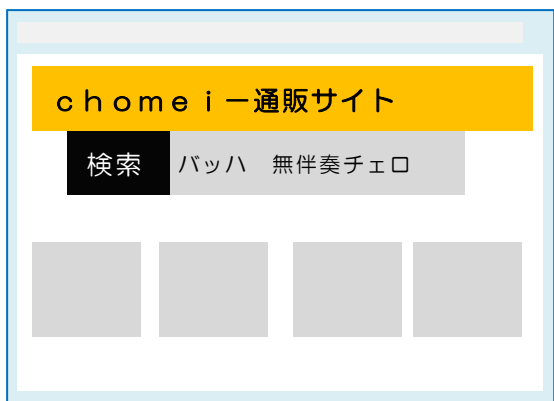 ｃｈｏｍｅｉー通販サイト
検索 バッハ　無伴奏チェロ